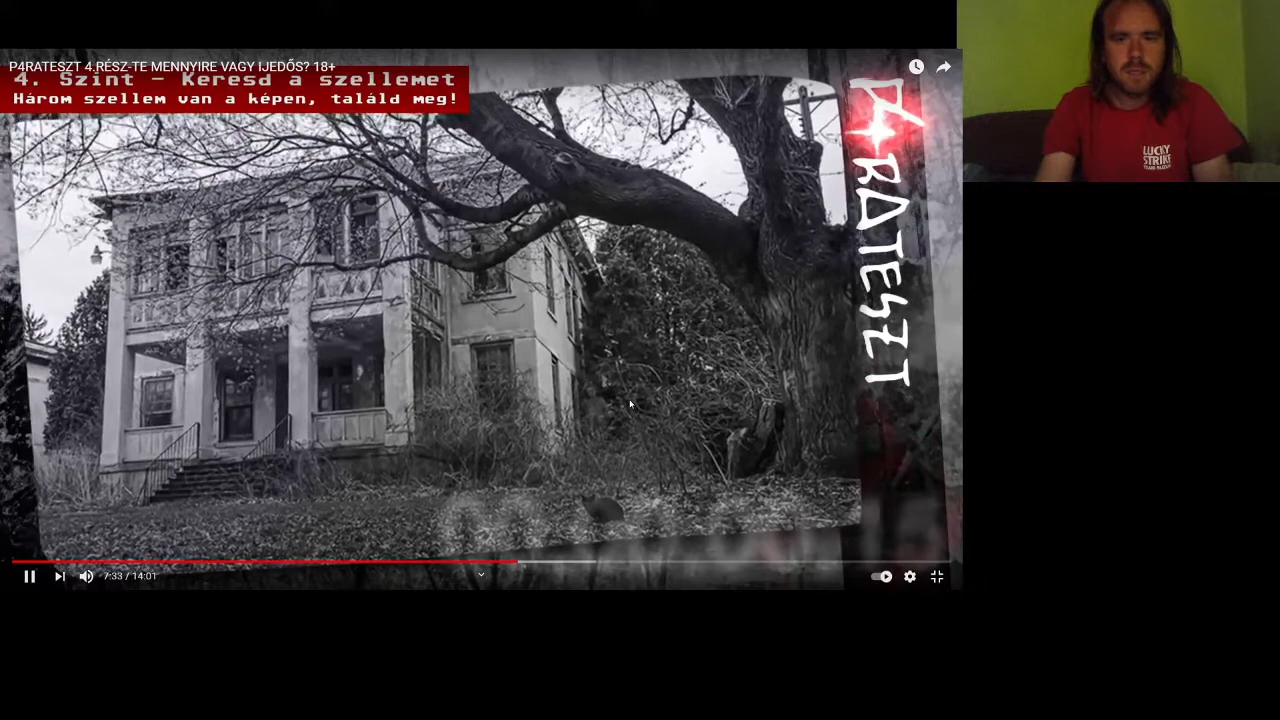 P4RATESZT 4.RÉSZ-TE MENNYIRE VAGY IJEDŐS? 18+
4. Szint - Keresd a szellemet
Három szellem van a képen, találd meg!
P4RATESZT
LUCKY
STRIKE
7:33 / 14:01